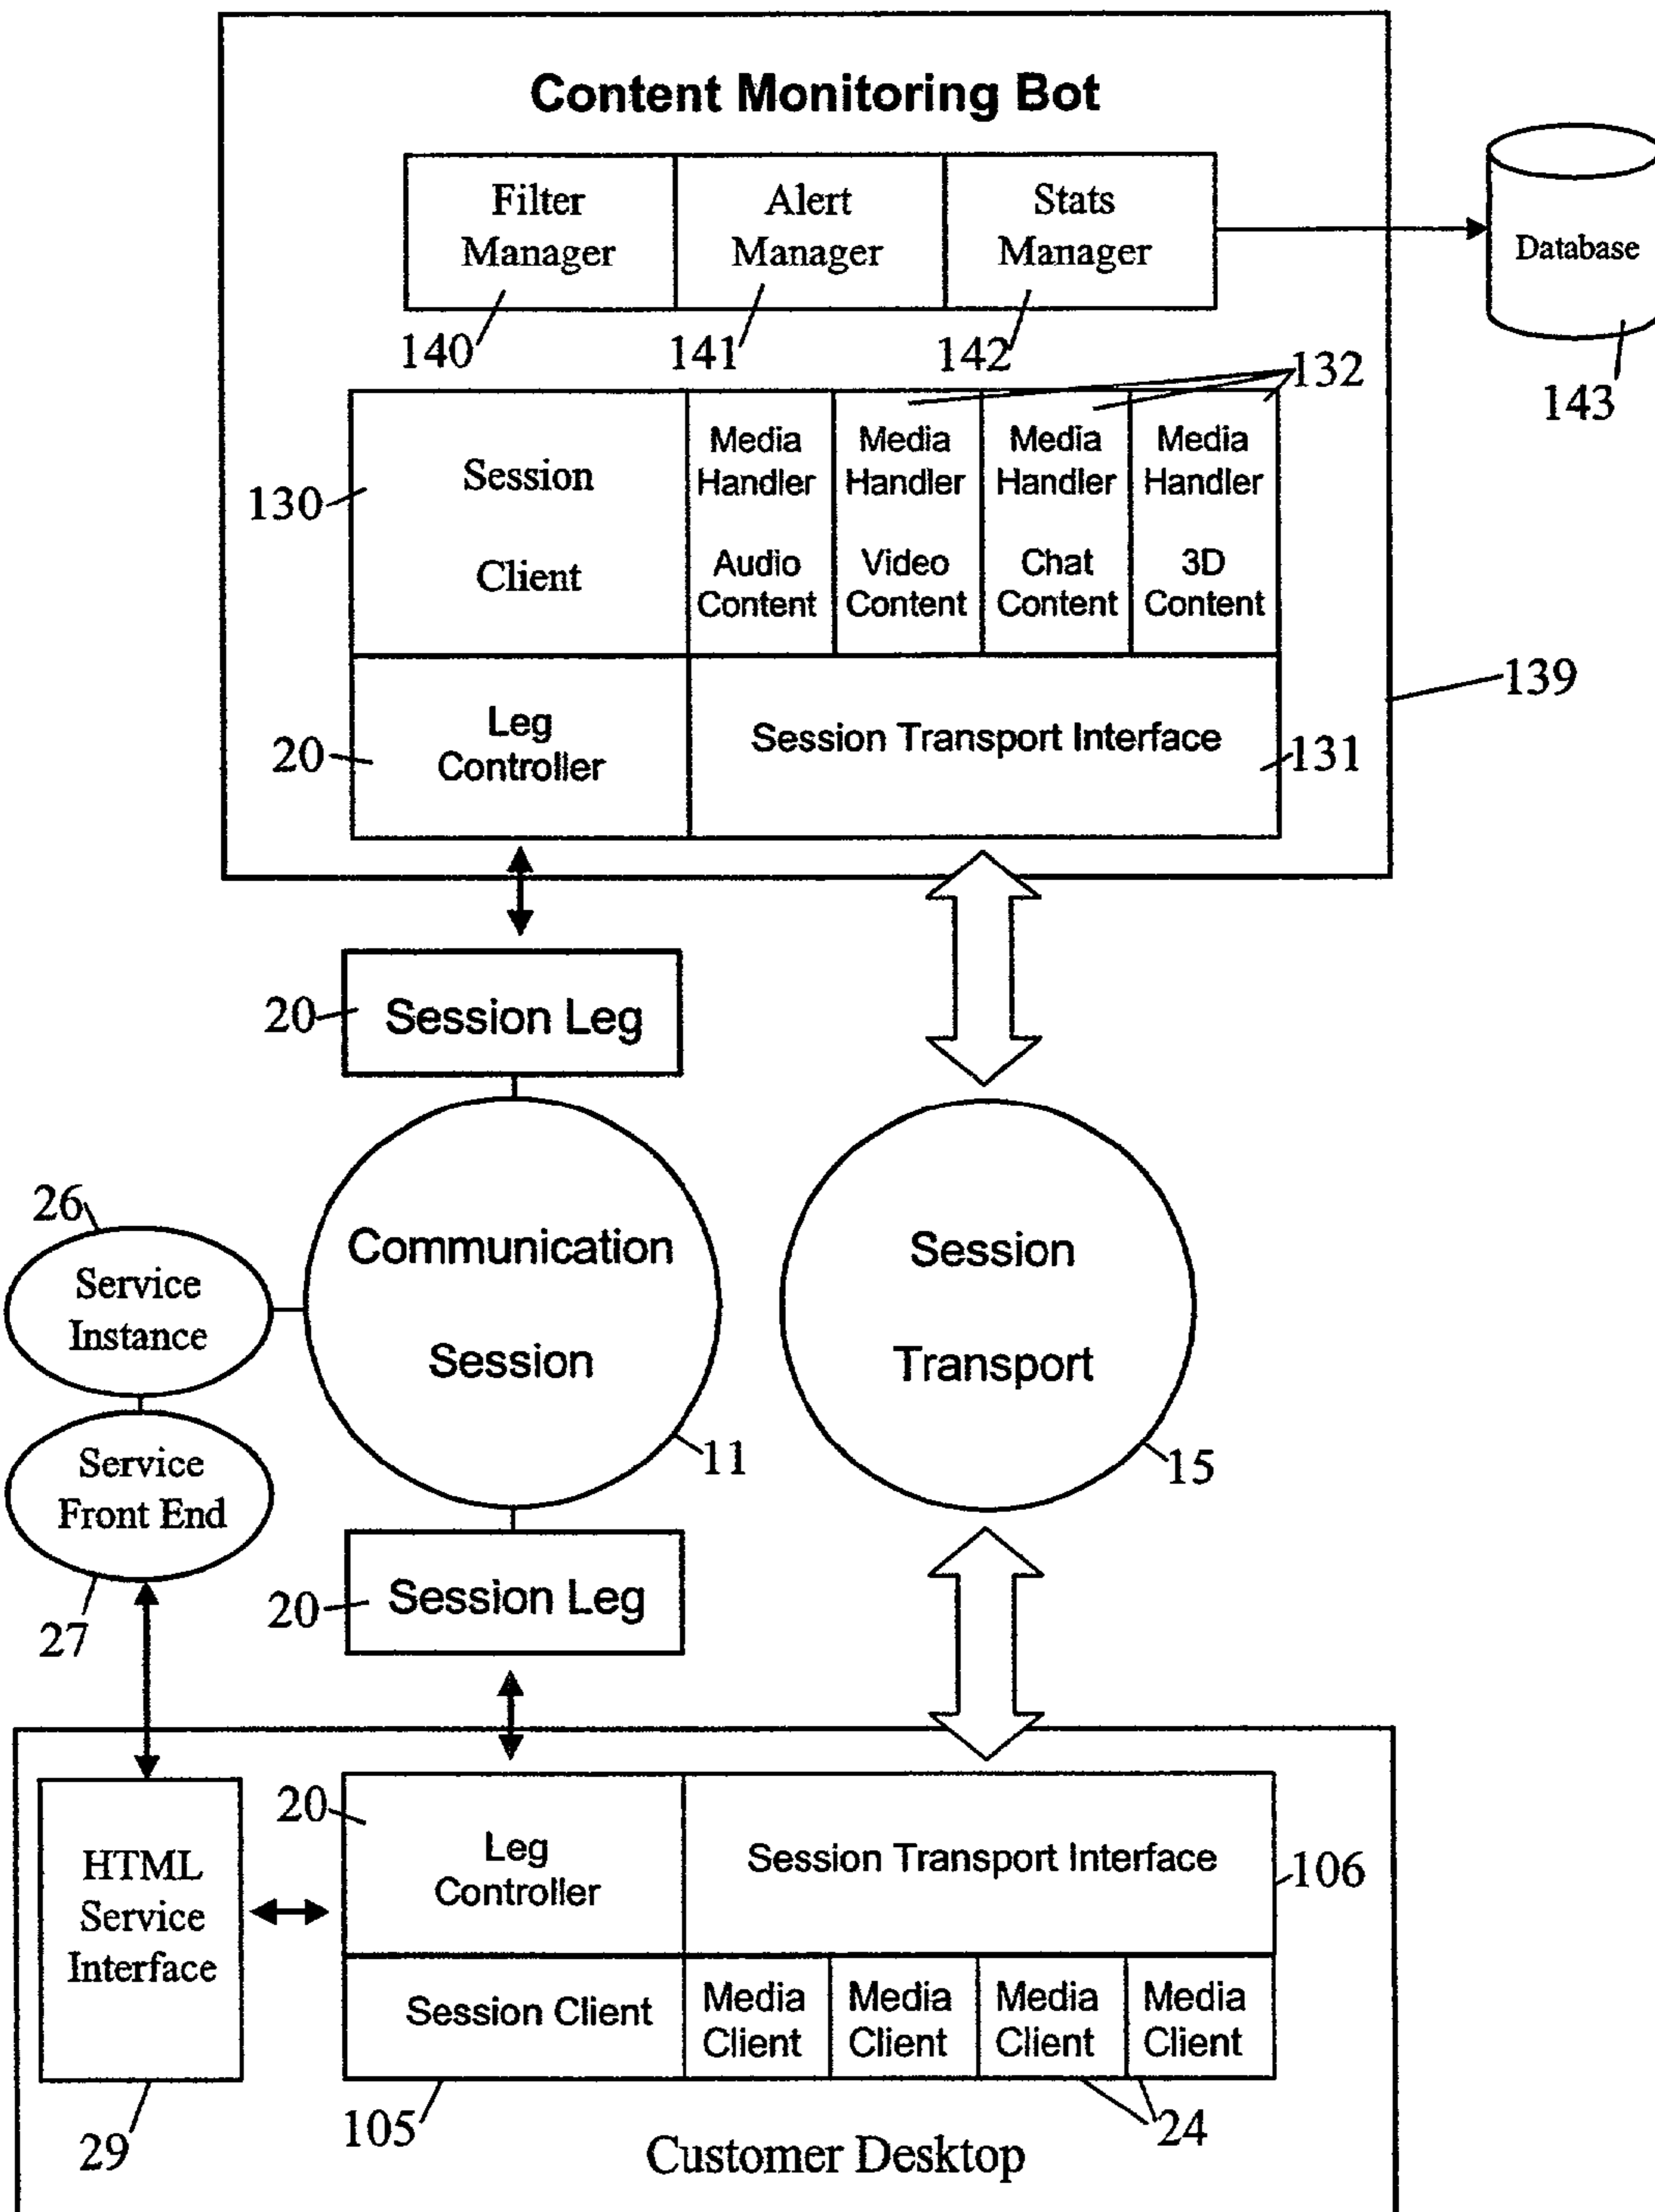 Content Monitoring Bot
Filter
Manager
Alert
Manager
Stats
Manager
Database
140
141
142
143
132
130
Session
Client
Media
Handler
Audio
Content
Media
Handler
Video
Content
Media
Handler
Chat
Content
Media
Handler
3D
Content
139
20
Leg
Controller
Session Transport Interface
131
20
Session Leg
26
Service
Instance
Communication
Session
Session
Transport
11
15
Service
Front End
27
20
Session Leg
HTML
Service
Interface
29
20
Leg
Controller
Session Transport Interface
106
Session Client
Media
Client
Media
Client
Media
Client
Media
Client
105
24
Customer Desktop